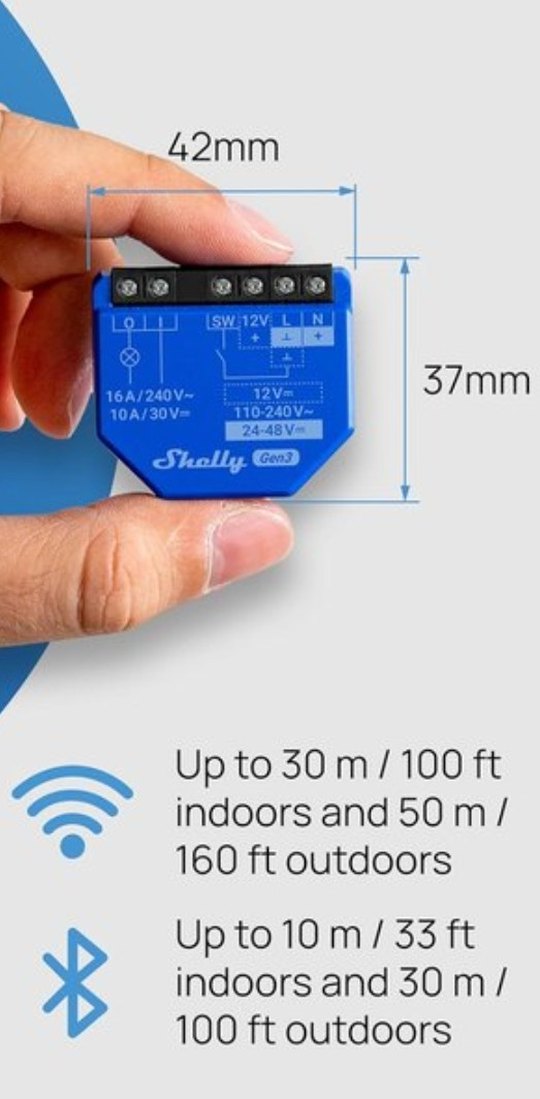 42mm
37mm
O I SW 12V L N
+ ⊥ +
⊥
16A/240V~
10A/30V⎓
12V⎓
110-240V~
24-48V⎓
Shelly Gen3
Up to 30 m / 100 ft
indoors and 50 m /
160 ft outdoors
Up to 10 m / 33 ft
indoors and 30 m /
100 ft outdoors